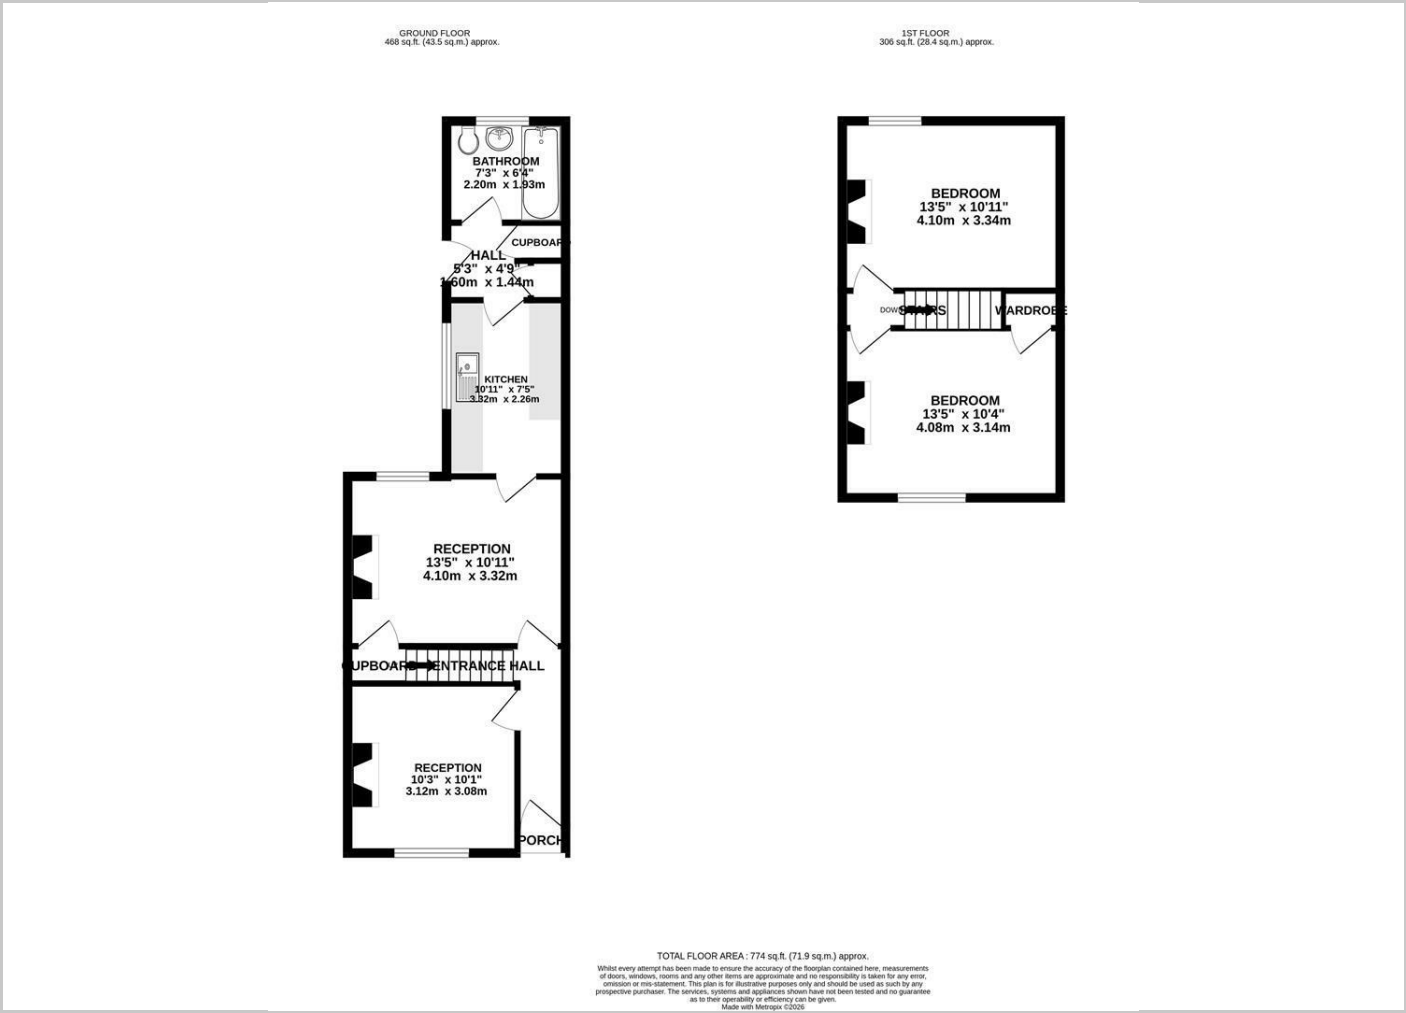 GROUND FLOOR
468 sq.ft. (43.5 sq.m.) approx.
1ST FLOOR
306 sq.ft. (28.4 sq.m.) approx.
BATHROOM
7'3" x 6'4"
2.20m x 1.93m
CUPBOARD
HALL
5'3" x 4'9"
1.60m x 1.44m
KITCHEN
10'11" x 7'5"
3.32m x 2.26m
RECEPTION
13'5" x 10'11"
4.10m x 3.32m
CUPBOARD
ENTRANCE HALL
RECEPTION
10'3" x 10'1"
3.12m x 3.08m
PORCH
BEDROOM
13'5" x 10'11"
4.10m x 3.34m
DOWN
STAIRS
WARDROBE
BEDROOM
13'5" x 10'4"
4.08m x 3.14m
TOTAL FLOOR AREA : 774 sq.ft. (71.9 sq.m.) approx.
Whilst every attempt has been made to ensure the accuracy of the floorplan contained here, measurements
of doors, windows, rooms and any other items are approximate and no responsibility is taken for any error,
omission or mis-statement. This plan is for illustrative purposes only and should be used as such by any
prospective purchaser. The services, systems and appliances shown have not been tested and no guarantee
as to their operability or efficiency can be given.
Made with Metropix ©2026